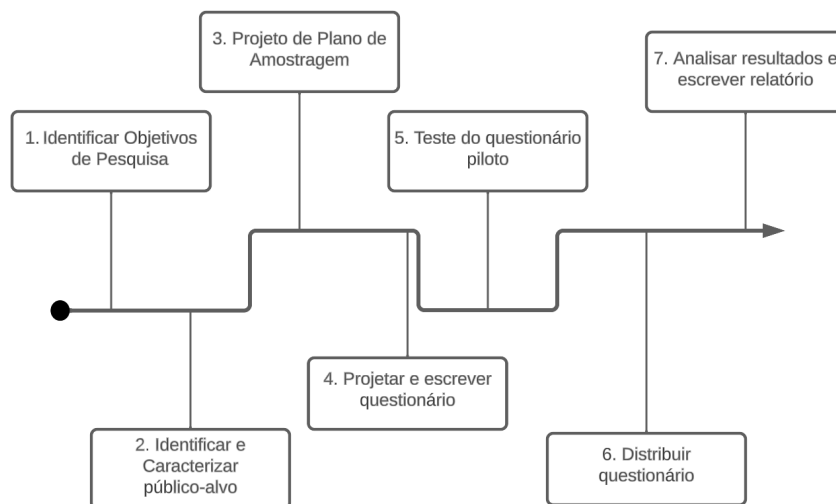 1. Identificar Objetivos
de Pesquisa
2. Identificar e
Caracterizar
público-alvo
3. Projeto de Plano de
Amostragem
4. Projetar e escrever
questionário
5. Teste do questionário
piloto
6. Distribuir
questionário
7. Analisar resultados e
escrever relatório